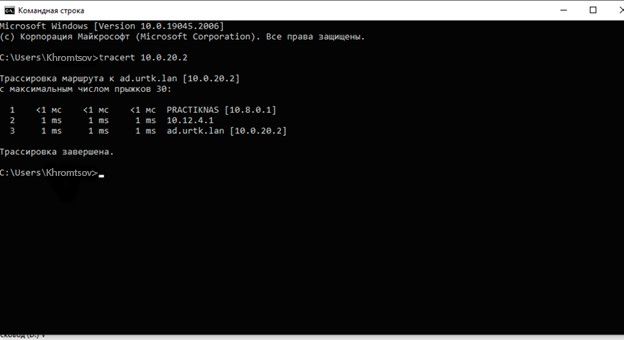 Командная строка
Microsoft Windows [Version 10.0.19045.2006]
(c) Корпорация Майкрософт (Microsoft Corporation). Все права защищены.
C:\Users\Khromtsov>tracert 10.0.20.2
Трассировка маршрута к ad.urtk.lan [10.0.20.2]
с максимальным числом прыжков 30:
1 <1 мс <1 мс <1 мс PRACTIKNAS [10.8.0.1]
2 1 ms 1 ms 1 ms 10.12.4.1
3 1 ms 1 ms 1 ms ad.urtk.lan [10.0.20.2]
Трассировка завершена.
C:\Users\Khromtsov>